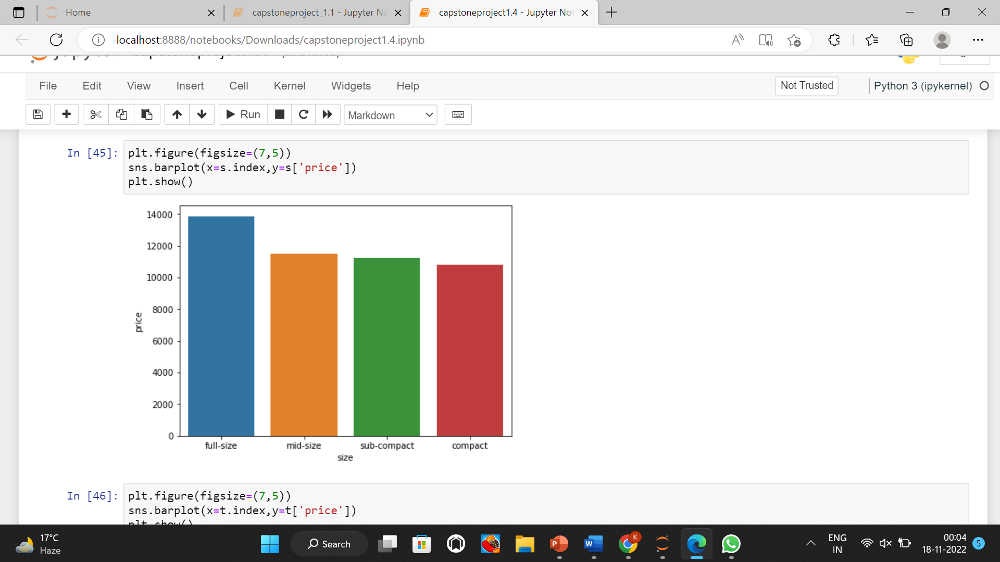 Home
capstoneproject_1.1 - Jupyter No
capstoneproject1.4 - Jupyter Not
localhost:8888/notebooks/Downloads/capstoneproject1.4.ipynb
File Edit View Insert Cell Kernel Widgets Help
Not Trusted
Python 3 (ipykernel)
Run
Markdown
In [45]:
plt.figure(figsize=(7,5))
sns.barplot(x=s.index,y=s['price'])
plt.show()
14000
12000
10000
8000
6000
4000
2000
0
price
full-size mid-size sub-compact compact
size
In [46]:
plt.figure(figsize=(7,5))
sns.barplot(x=t.index,y=t['price'])
plt.show()
17°C
Haze
Search
P
W
K
ENG
IN
00:04
18-11-2022
5